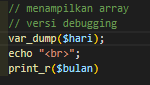 // menampilkan array
// versi debugging
var_dump($hari);
echo "<br>";
print_r($bulan)